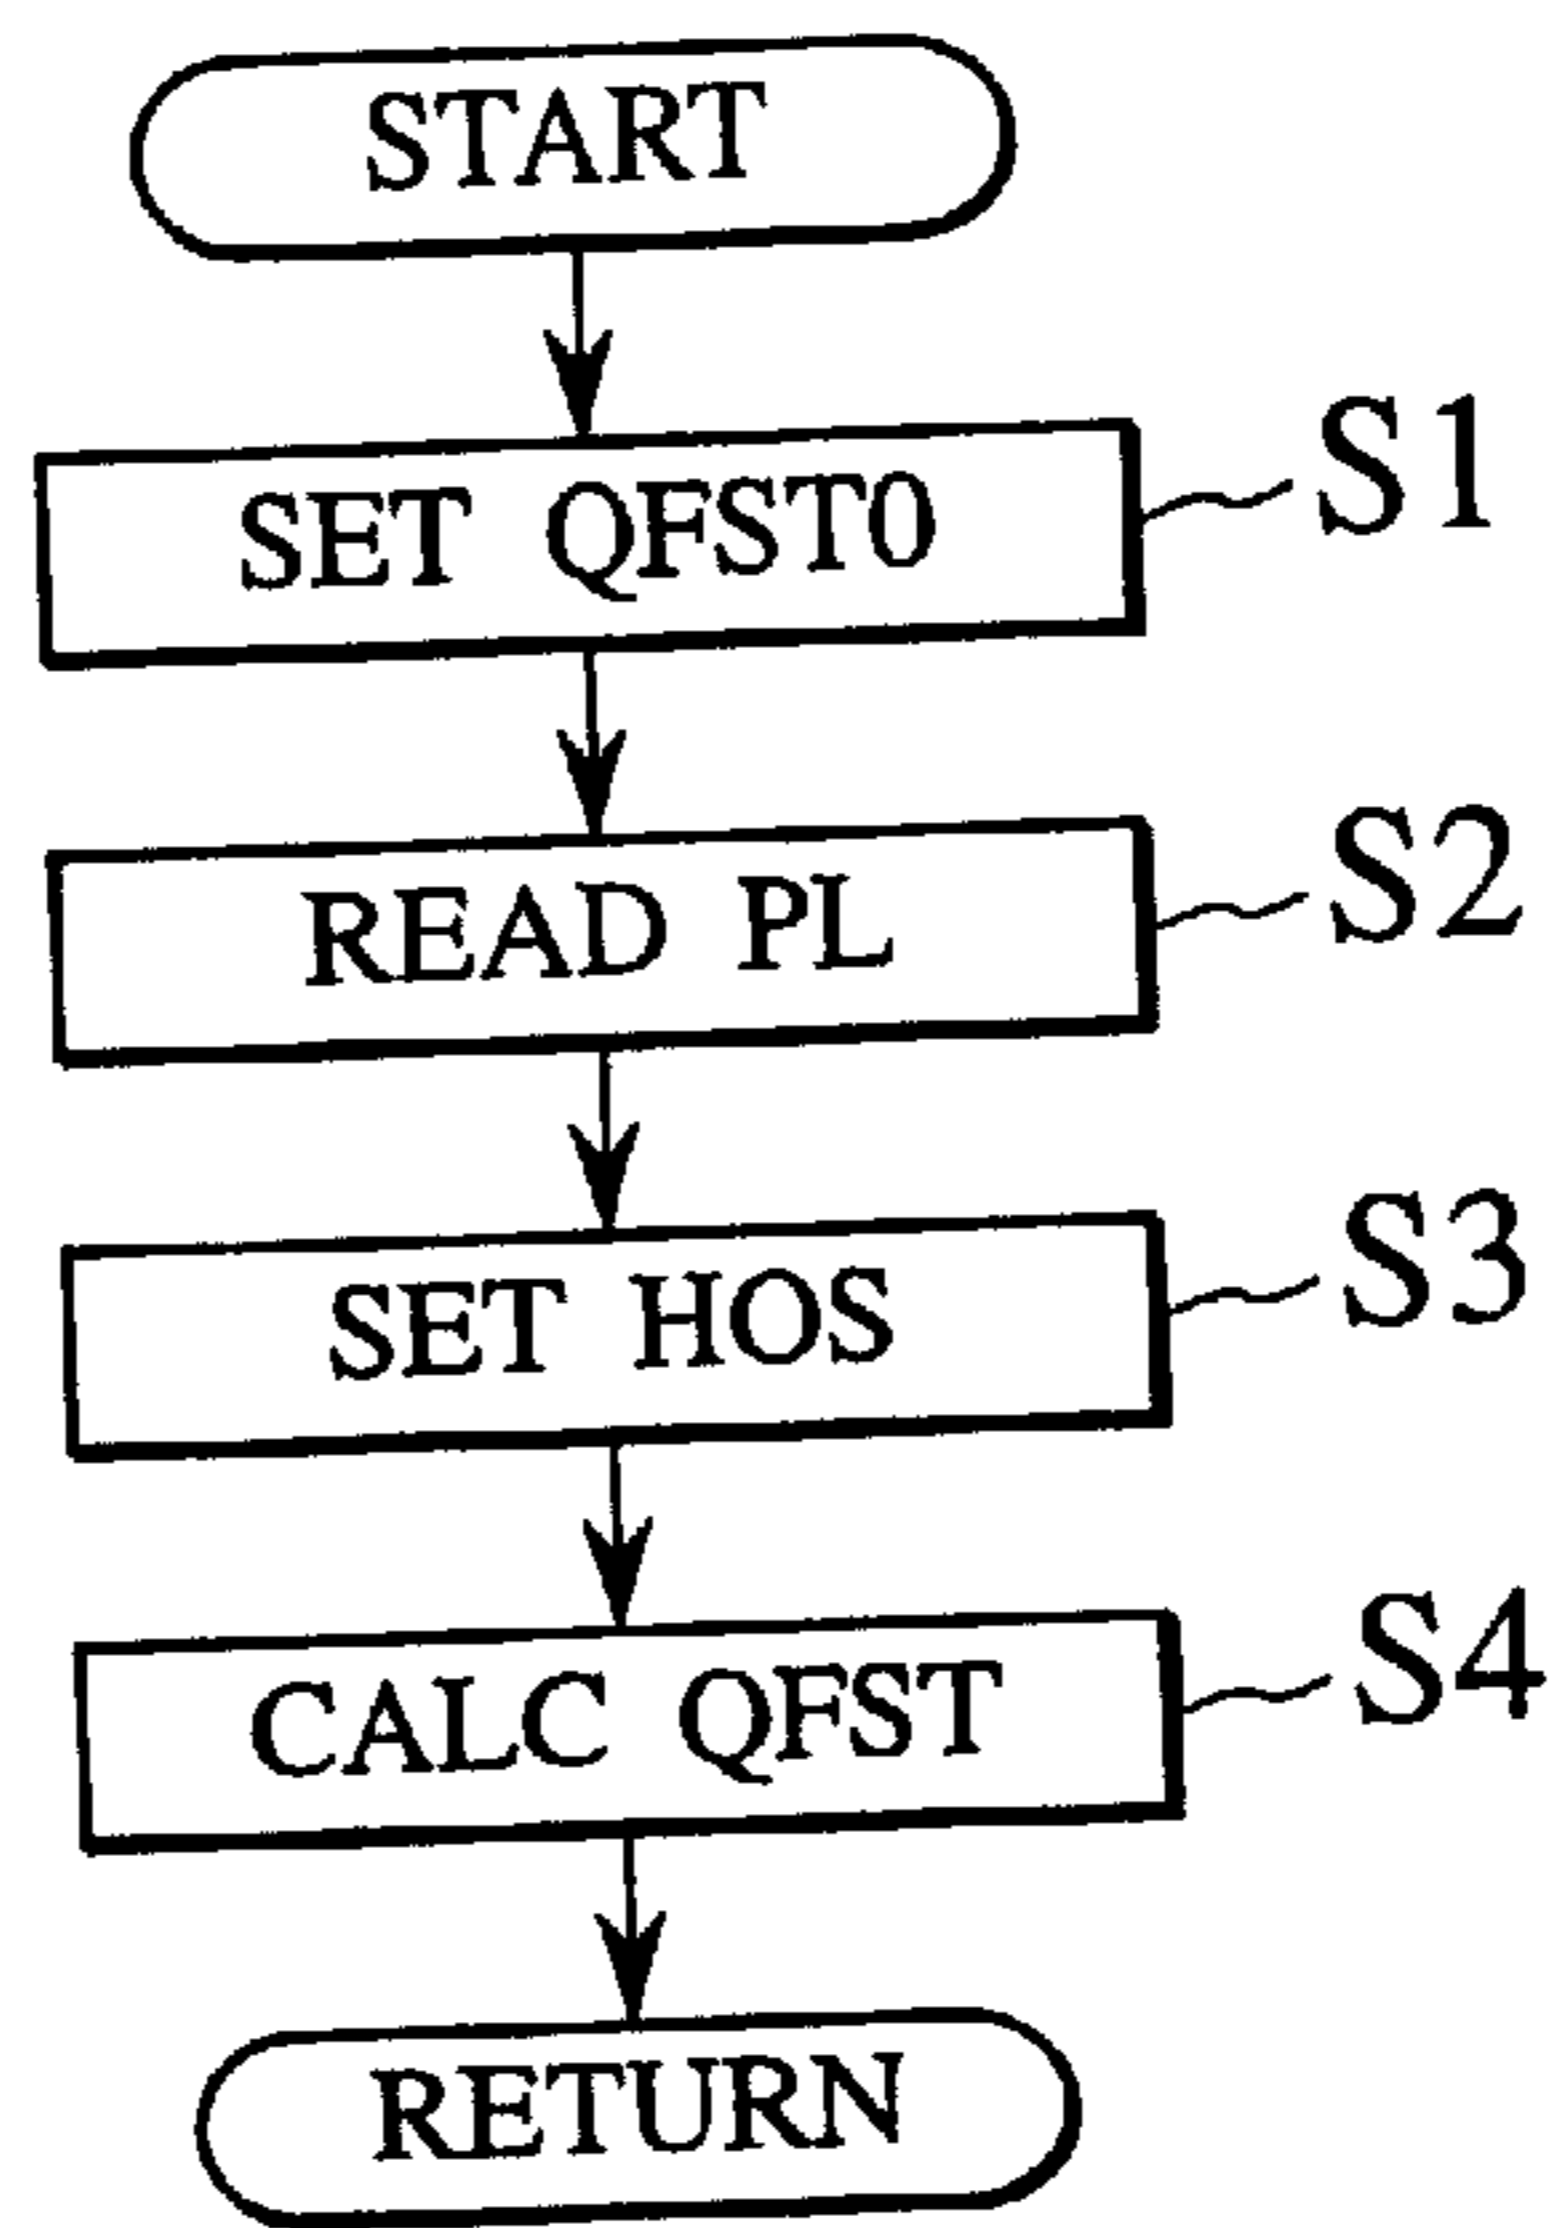 START
SET QFST0 S1
READ PL S2
SET HOS S3
CALC QFST S4
RETURN